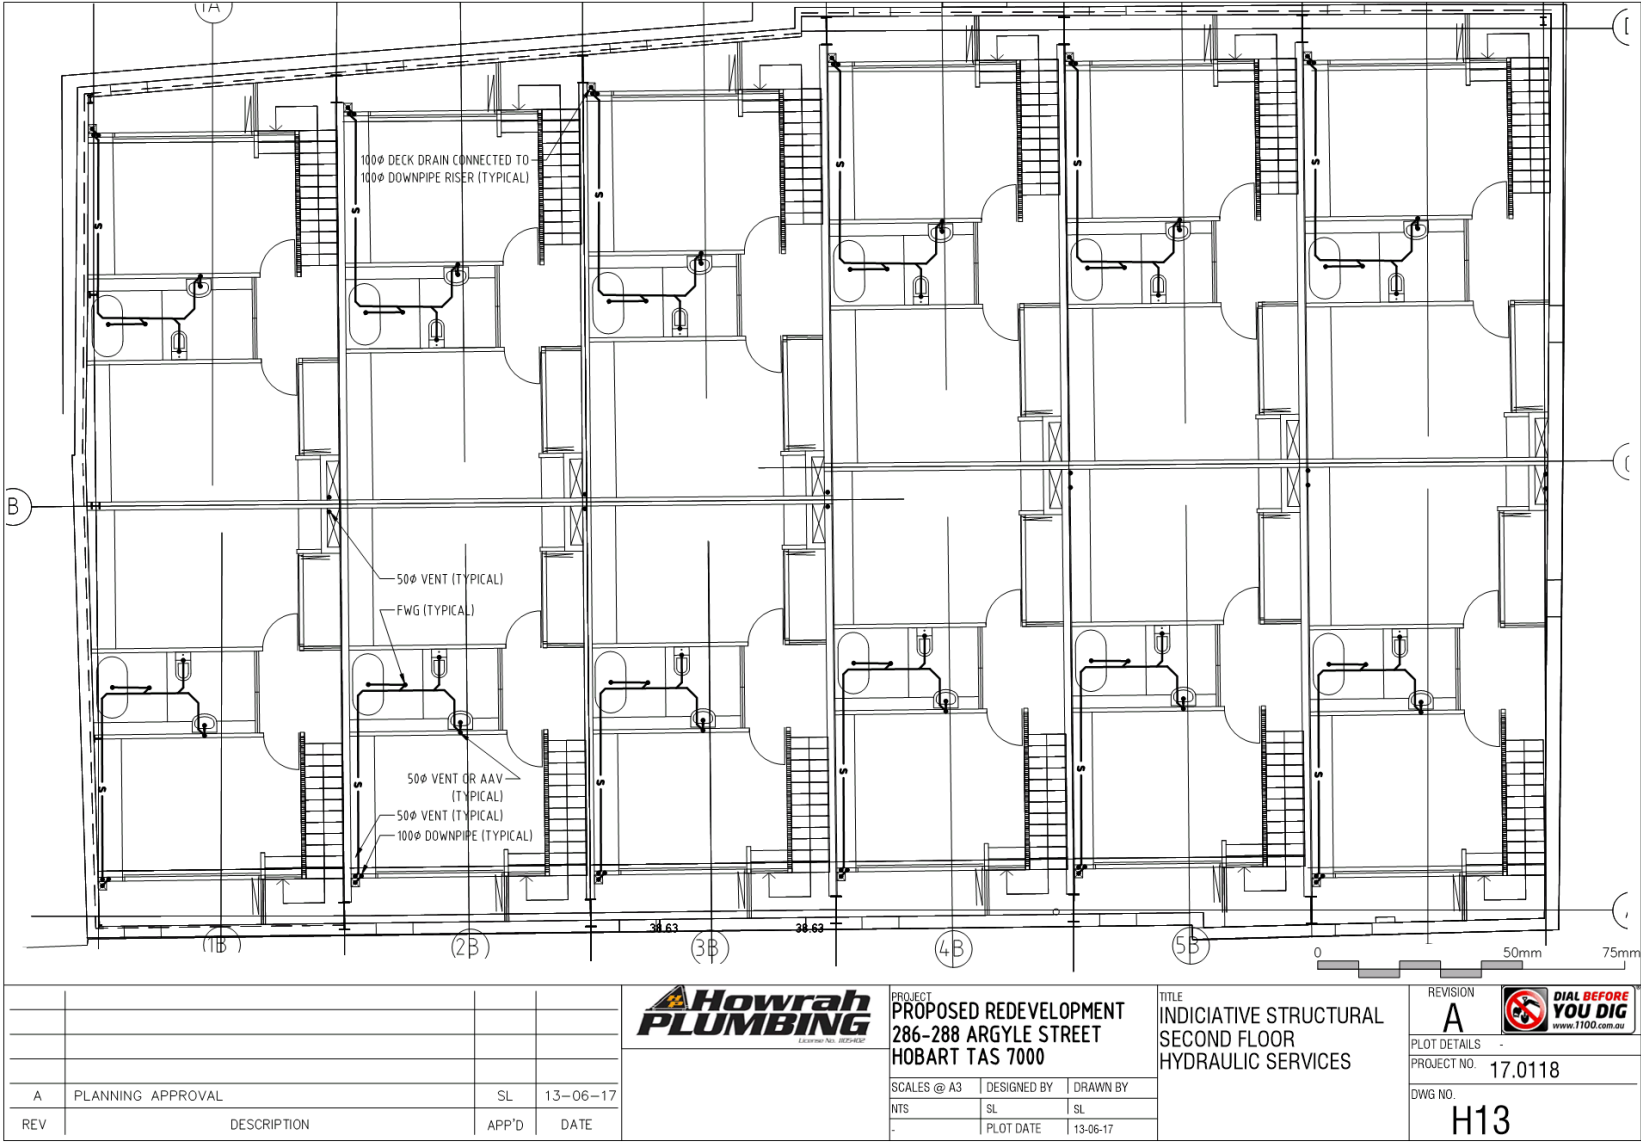 1A
D
100ø DECK DRAIN CONNECTED TO
100ø DOWNPIPE RISER (TYPICAL)
S
S
S
S
S
S
B
50ø VENT (TYPICAL)
FWG (TYPICAL)
50ø VENT OR AAV
(TYPICAL)
50ø VENT (TYPICAL)
100ø DOWNPIPE (TYPICAL)
S
S
S
S
S
S
38.63
38.63
1B
2B
3B
4B
5B
0
50mm
75mm
A
PLANNING APPROVAL
SL
13-06-17
REV
DESCRIPTION
APP'D
DATE
Howrah
PLUMBING
PROJECT
PROPOSED REDEVELOPMENT
286-288 ARGYLE STREET
HOBART TAS 7000
SCALES @ A3
DESIGNED BY
DRAWN BY
NTS
SL
SL
-
PLOT DATE
13-06-17
TITLE
INDICIATIVE STRUCTURAL
SECOND FLOOR
HYDRAULIC SERVICES
REVISION
A
DIAL BEFORE
YOU DIG
www.1100.com.au
PLOT DETAILS -
PROJECT NO. 17.0118
DWG NO.
H13